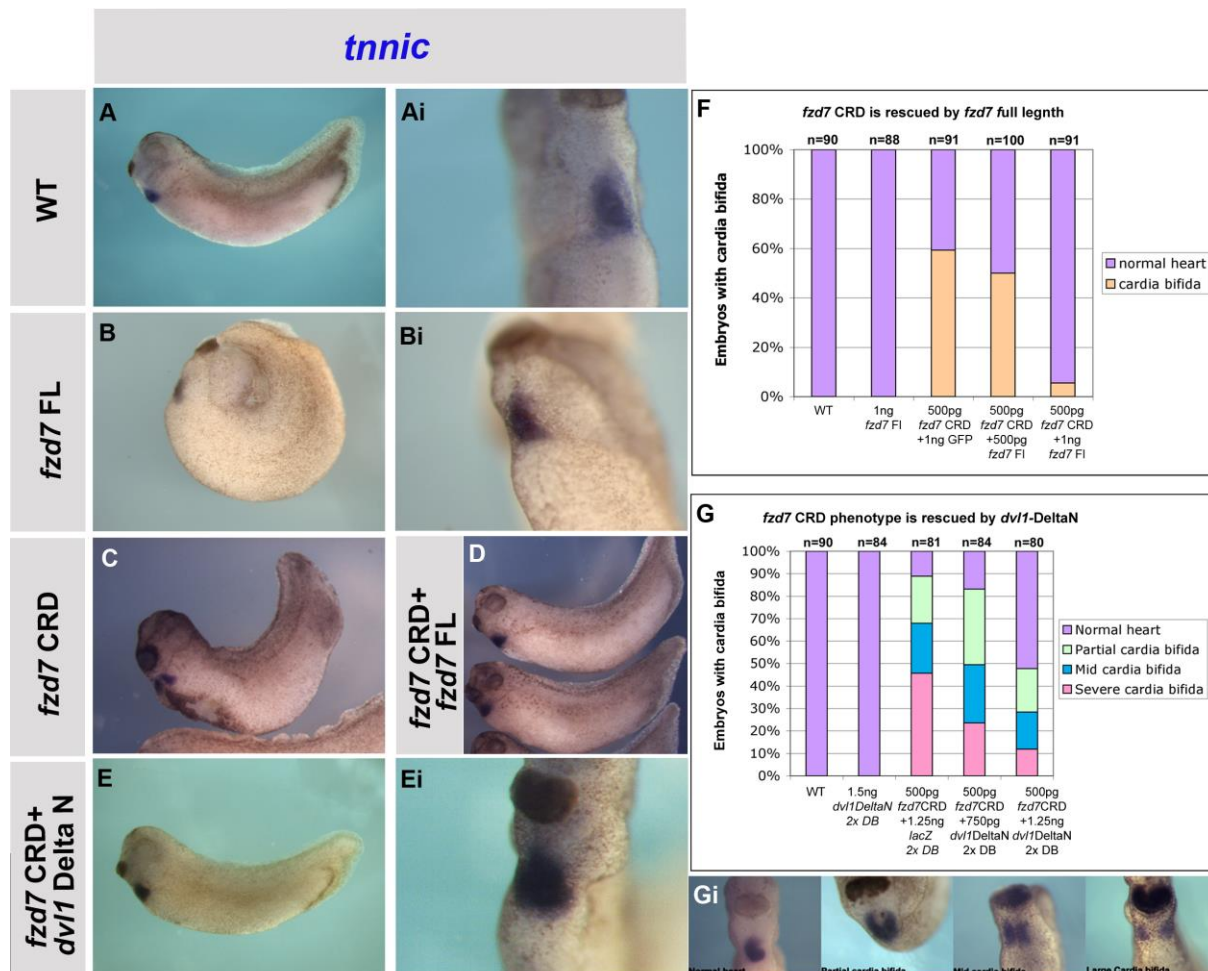 tnnic
WT
A
Ai
fzd7 FL
B
Bi
fzd7 CRD
C
fzd7 CRD+
fzd7 FL
D
fzd7 CRD+
dvl1 Delta N
E
Ei
F
fzd7 CRD is rescued by fzd7 full legnth
n=90 n=88 n=91 n=100 n=91
Embryos with cardia bifida
100%
80%
60%
40%
20%
0%
WT
1ng
fzd7 Fl
500pg
fzd7 CRD
+1ng GFP
500pg
fzd7 CRD
+500pg
fzd7 Fl
500pg
fzd7 CRD
+1ng
fzd7 Fl
normal heart
cardia bifida
G
fzd7 CRD phenotype is rescued by dvl1-DeltaN
n=90 n=84 n=81 n=84 n=80
Embryos with cardia bifida
100%
90%
80%
70%
60%
50%
40%
30%
20%
10%
0%
WT
1.5ng
dvl1DeltaN
2x DB
500pg
fzd7CRD
+1.25ng
lacZ
2x DB
500pg
fzd7CRD
+750pg
dvl1DeltaN
2x DB
500pg
fzd7CRD
+1.25ng
dvl1DeltaN
2x DB
Normal heart
Partial cardia bifida
Mid cardia bifida
Severe cardia bifida
Gi
Normal heart
Partial cardia bifida
Mid cardia bifida
Large Cardia bifida